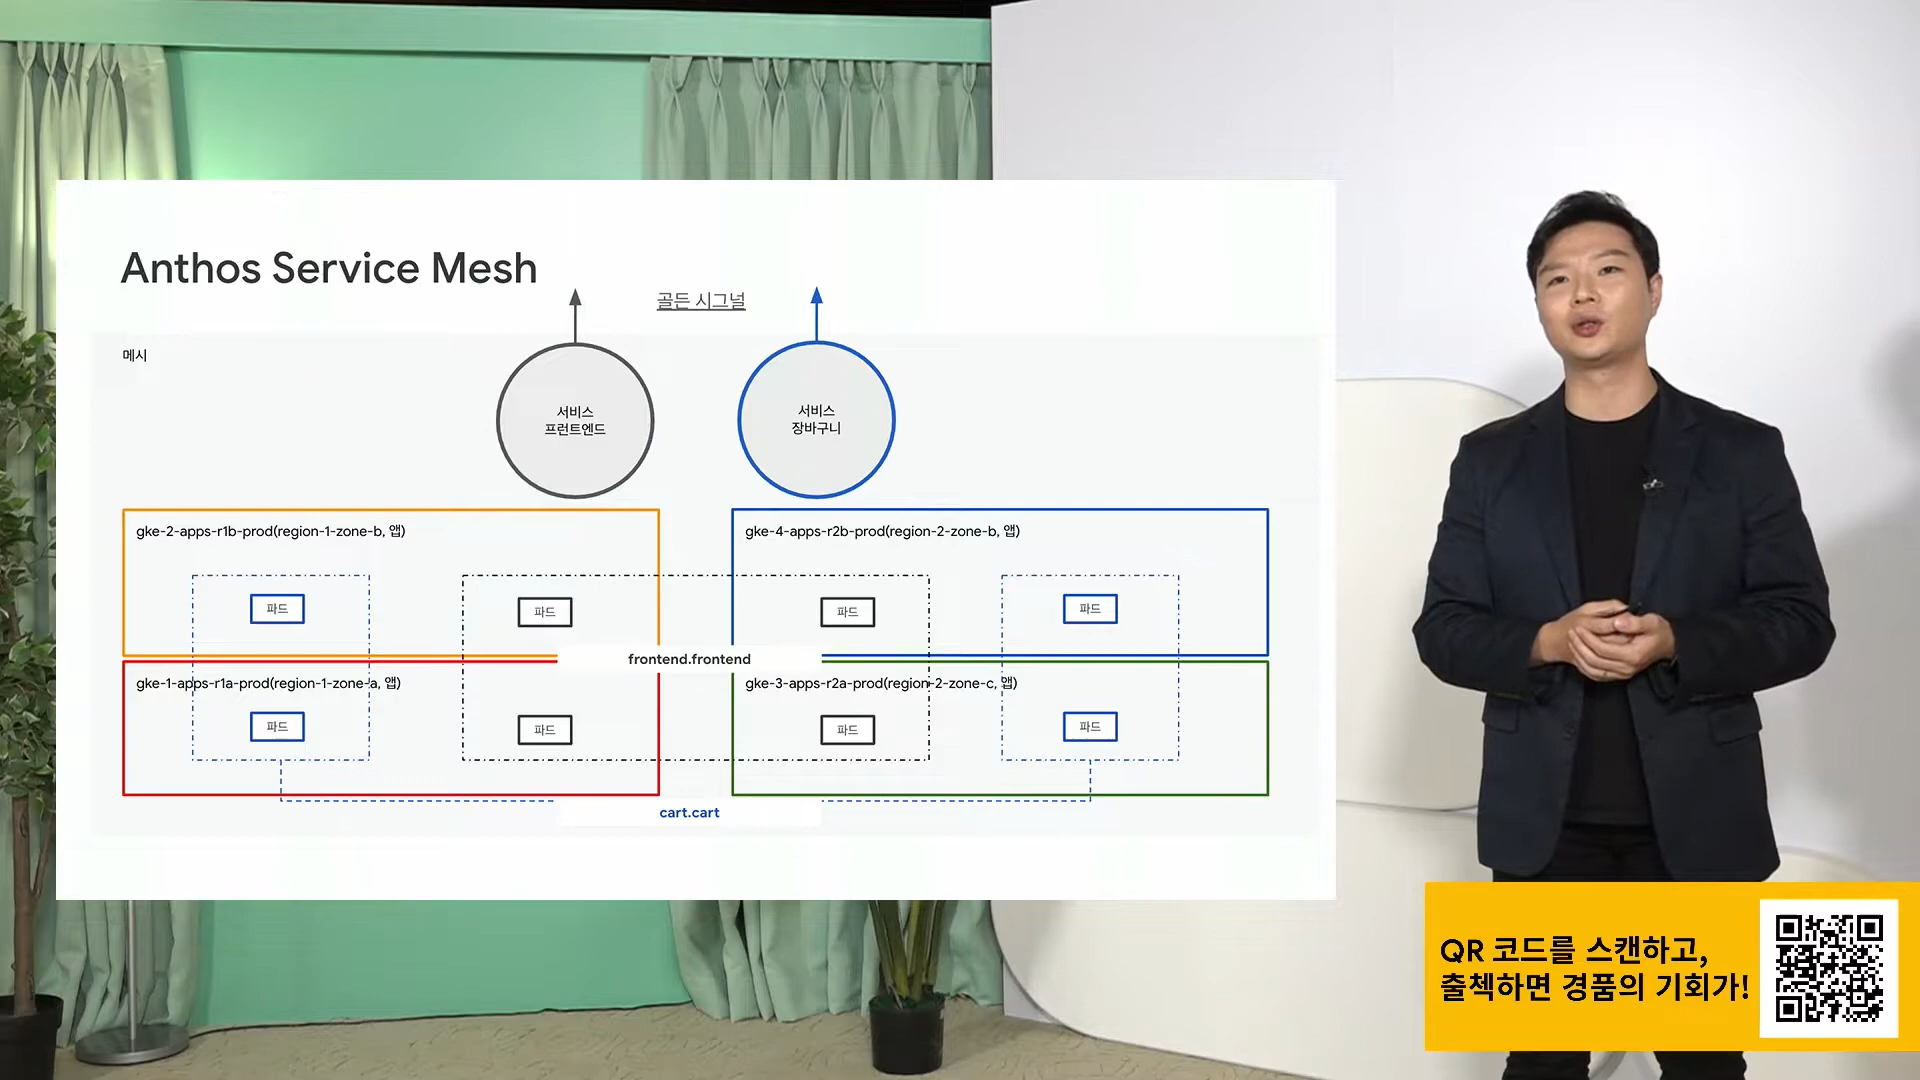 Anthos Service Mesh
골든 시그널
메시
서비스
프런트엔드
서비스
장바구니
gke-2-apps-r1b-prod(region-1-zone-b, 앱)
gke-4-apps-r2b-prod(region-2-zone-b, 앱)
파드
파드
파드
파드
frontend.frontend
gke-1-apps-r1a-prod(region-1-zone-a, 앱)
gke-3-apps-r2a-prod(region-2-zone-c, 앱)
파드
파드
파드
파드
cart.cart
QR 코드를 스캔하고,
출첵하면 경품의 기회가!